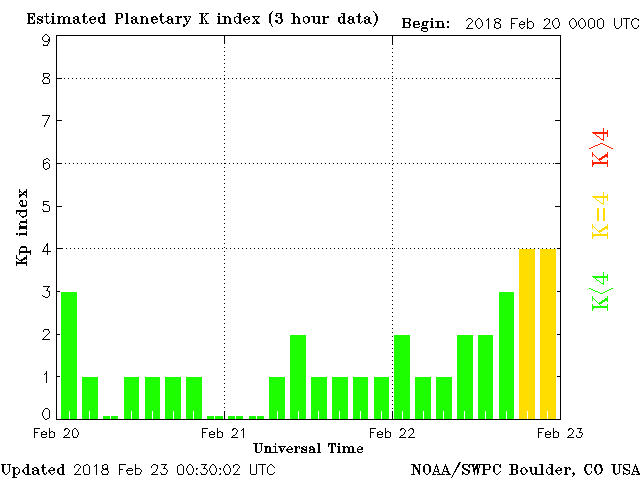 Estimated Planetary K index (3 hour data)
Begin: 2018 Feb 20 0000 UTC
9
8
7
6
5
4
3
2
1
0
Kp index
K>4
K=4
K<4
Feb 20
Feb 21
Feb 22
Feb 23
Universal Time
Updated 2018 Feb 23 00:30:02 UTC
NOAA/SWPC Boulder, CO USA